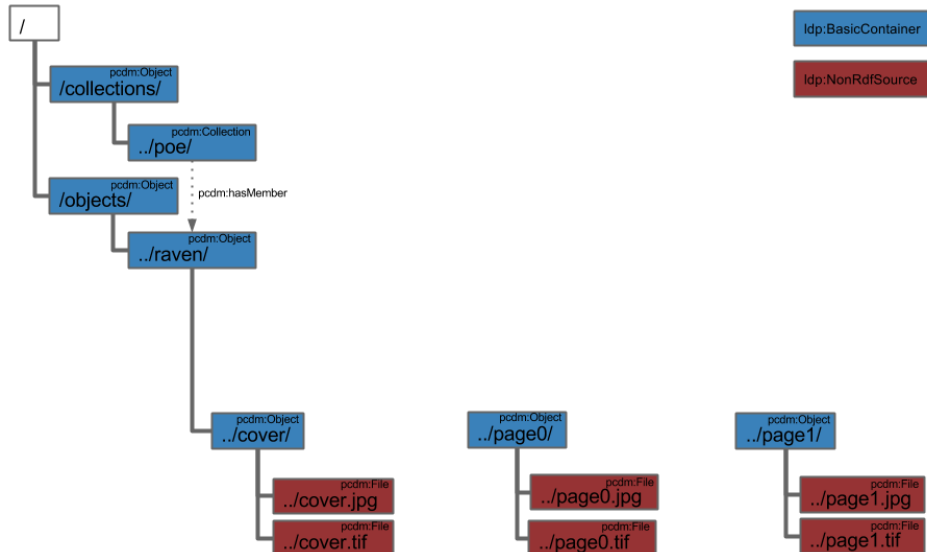 /
ldp:BasicContainer
ldp:NonRdfSource
pcdm:Object
/collections/
pcdm:Collection
../poe/
pcdm:Object
/objects/
pcdm:hasMember
pcdm:Object
../raven/
pcdm:Object
../cover/
pcdm:File
../cover.jpg
pcdm:File
../cover.tif
pcdm:Object
../page0/
pcdm:File
../page0.jpg
pcdm:File
../page0.tif
pcdm:Object
../page1/
pcdm:File
../page1.jpg
pcdm:File
../page1.tif